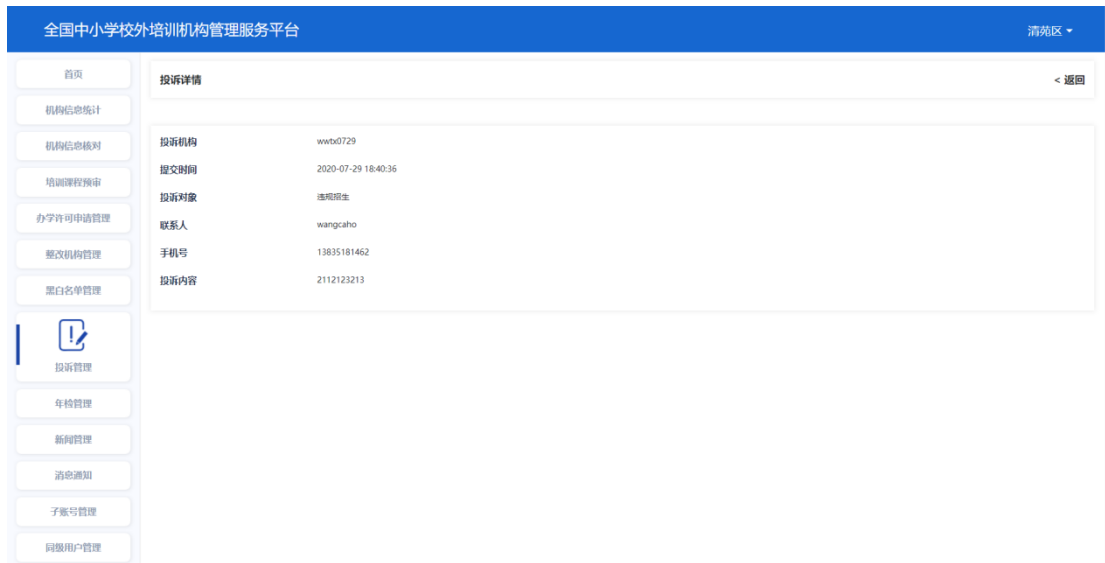 全国中小学校外培训机构管理服务平台
清苑区
首页
机构信息统计
机构信息核对
培训课程预审
办学许可申请管理
整改机构管理
黑白名单管理
投诉管理
年检管理
新闻管理
消息通知
子账号管理
同级用户管理
投诉详情
< 返回
投诉机构 wwtx0729
提交时间 2020-07-29 18:40:36
投诉对象 违规招生
联系人 wangcaho
手机号 13835181462
投诉内容 2112123213